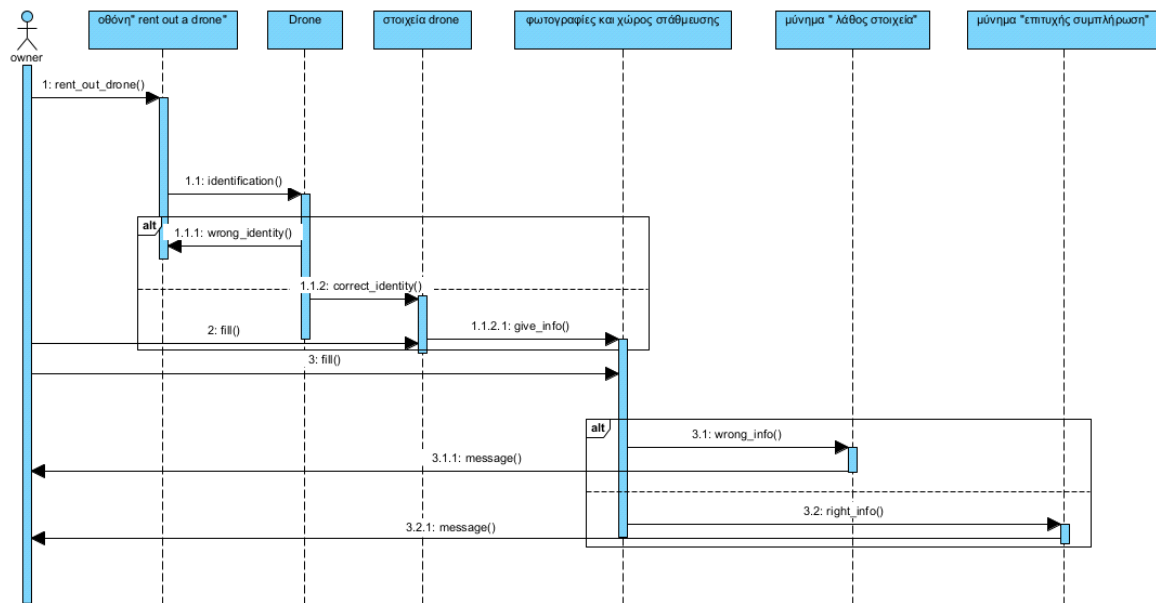 owner
οθόνη" rent out a drone"
Drone
στοιχεία drone
φωτογραφίες και χώρος στάθμευσης
μύνημα " λάθος στοιχεία"
μύνημα "επιτυχής συμπλήρωση"
1: rent_out_drone()
1.1: identification()
alt
1.1.1: wrong_identity()
1.1.2: correct_identity()
2: fill()
1.1.2.1: give_info()
3: fill()
alt
3.1: wrong_info()
3.1.1: message()
3.2: right_info()
3.2.1: message()